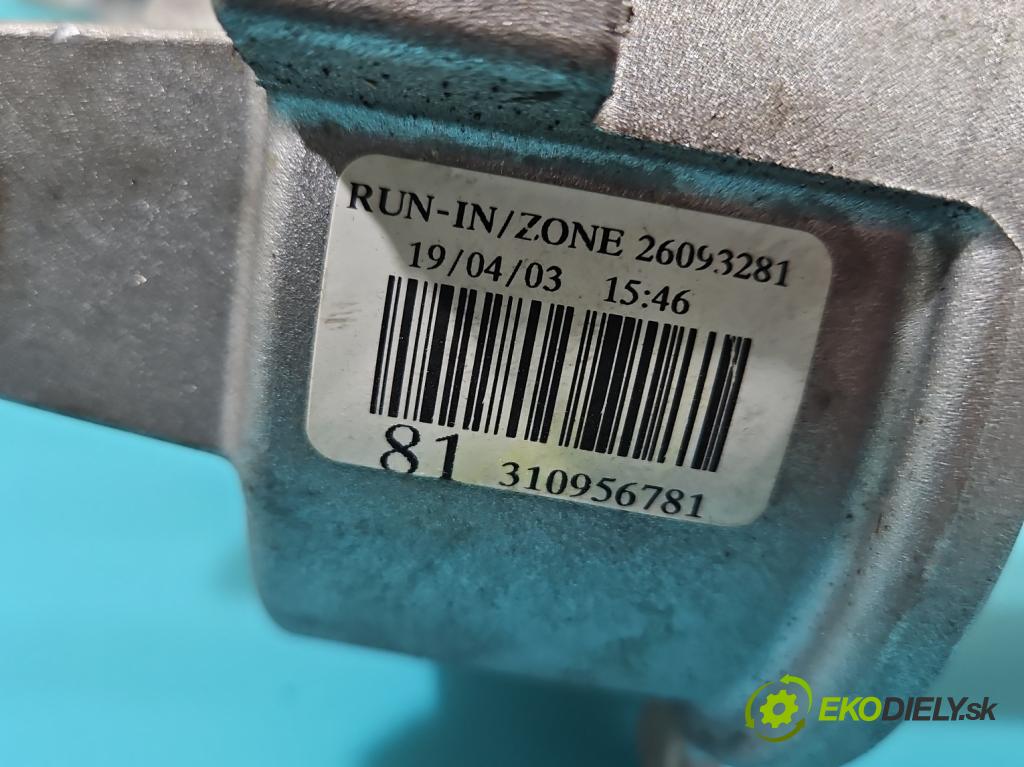 RUN-IN/ZONE 26093281
19/04/03 15:46
81 310956781
EKODIELY.sk